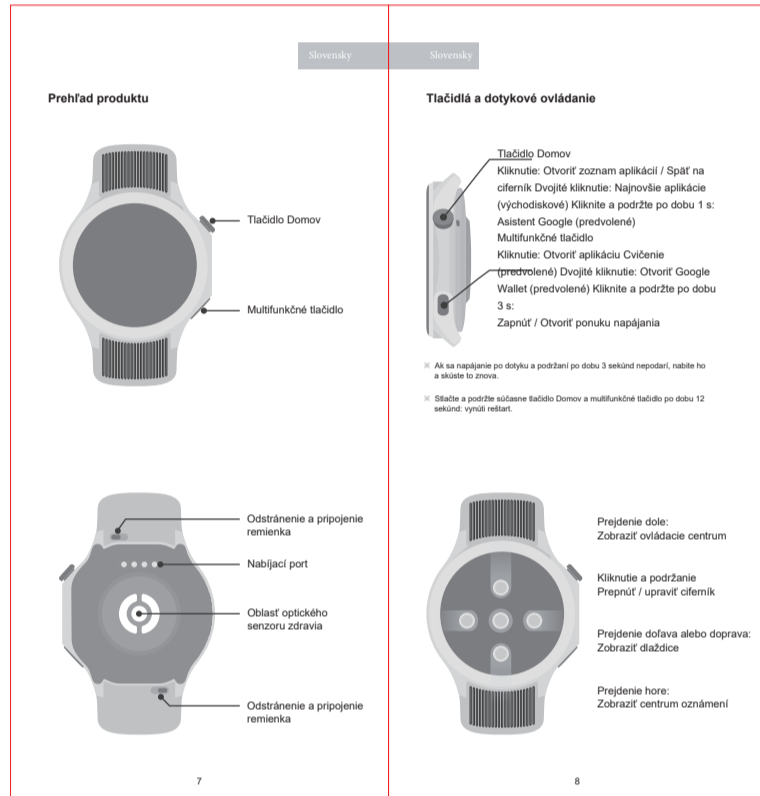 Slovensky
Slovensky
Prehľad produktu
Tlačidlo Domov
Multifunkčné tlačidlo
Odstránenie a pripojenie
remienka
Nabíjací port
Oblasť optického
senzoru zdravia
Odstránenie a pripojenie
remienka
7
Tlačidlá a dotykové ovládanie
Tlačidlo Domov
Kliknutie: Otvoriť zoznam aplikácií / Späť na
ciferník Dvojité kliknutie: Najnovšie aplikácie
(východiskové) Kliknite a podržte po dobu 1 s:
Asistent Google (predvolené)
Multifunkčné tlačidlo
Kliknutie: Otvoriť aplikáciu Cvičenie
(predvolené) Dvojité kliknutie: Otvoriť Google
Wallet (predvolené) Kliknite a podržte po dobu
3 s:
Zapnúť / Otvoriť ponuku napájania
※ Ak sa napájanie po dotyku a podržaní po dobu 3 sekúnd nepodarí, nabite ho
a skúste to znova.
※ Stlačte a podržte súčasne tlačidlo Domov a multifunkčné tlačidlo po dobu 12
sekúnd: vynúti reštart.
Prejdenie dole:
Zobraziť ovládacie centrum
Kliknutie a podržanie
Prepnúť / upraviť ciferník
Prejdenie doľava alebo doprava:
Zobraziť dlaždice
Prejdenie hore:
Zobraziť centrum oznámení
8